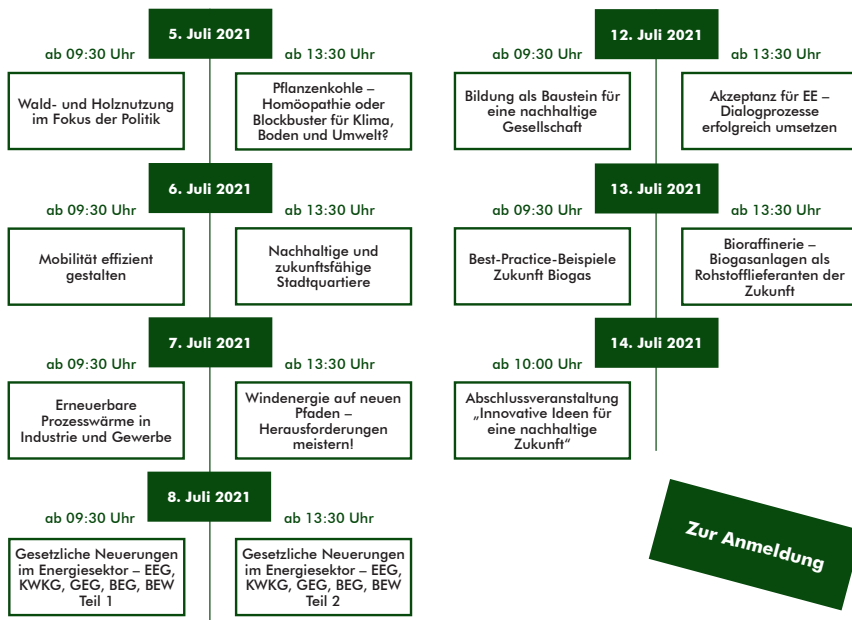 5. Juli 2021
ab 09:30 Uhr
Wald- und Holznutzung
im Fokus der Politik
ab 13:30 Uhr
Pflanzenkohle –
Homöopathie oder
Blockbuster für Klima,
Boden und Umwelt?
6. Juli 2021
ab 09:30 Uhr
Mobilität effizient
gestalten
ab 13:30 Uhr
Nachhaltige und
zukunftsfähige
Stadtquartiere
7. Juli 2021
ab 09:30 Uhr
Erneuerbare
Prozesswärme in
Industrie und Gewerbe
ab 13:30 Uhr
Windenergie auf neuen
Pfaden –
Herausforderungen
meistern!
8. Juli 2021
ab 09:30 Uhr
Gesetzliche Neuerungen
im Energiesektor – EEG,
KWKG, GEG, BEG, BEW
Teil 1
ab 13:30 Uhr
Gesetzliche Neuerungen
im Energiesektor – EEG,
KWKG, GEG, BEG, BEW
Teil 2
12. Juli 2021
ab 09:30 Uhr
Bildung als Baustein für
eine nachhaltige
Gesellschaft
ab 13:30 Uhr
Akzeptanz für EE –
Dialogprozesse
erfolgreich umsetzen
13. Juli 2021
ab 09:30 Uhr
Best-Practice-Beispiele
Zukunft Biogas
ab 13:30 Uhr
Bioraffinerie –
Biogasanlagen als
Rohstofflieferanten der
Zukunft
14. Juli 2021
ab 10:00 Uhr
Abschlussveranstaltung
„Innovative Ideen für
eine nachhaltige
Zukunft“
Zur Anmeldung